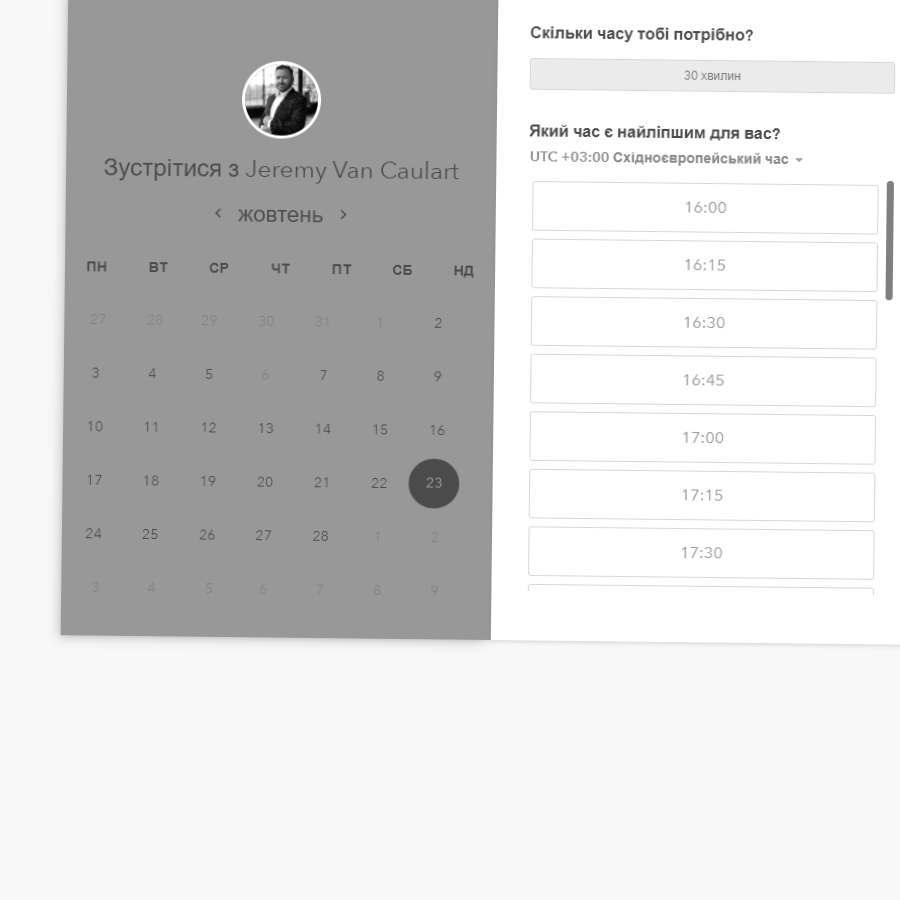 Зустрітися з Jeremy Van Caulart
жовтень
ПН ВТ СР ЧТ ПТ СБ НД
27 28 29 30 31 1 2
3 4 5 6 7 8 9
10 11 12 13 14 15 16
17 18 19 20 21 22 23
24 25 26 27 28 1 2
3 4 5 6 7 8 9
Скільки часу тобі потрібно?
30 хвилин
Який час є найліпшим для вас?
UTC +03:00 Східноєвропейський час
16:00
16:15
16:30
16:45
17:00
17:15
17:30